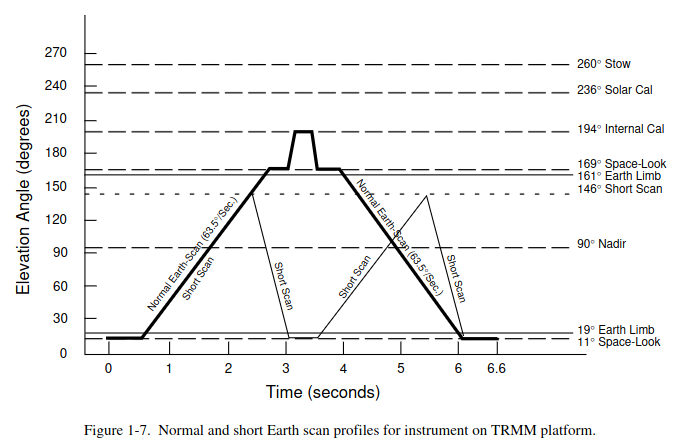 270
260° Stow
240
236° Solar Cal
210
194° Internal Cal
180
169° Space-Look
161° Earth Limb
150
146° Short Scan
120
90
90° Nadir
60
30
19° Earth Limb
11° Space-Look
0
Elevation Angle (degrees)
Normal Earth-Scan (63.5°/Sec.)
Short Scan
Short Scan
Short Scan
Normal Earth-Scan (63.5°/Sec.)
Short Scan
0 1 2 3 4 5 6 6.6
Time (seconds)
Figure 1-7. Normal and short Earth scan profiles for instrument on TRMM platform.